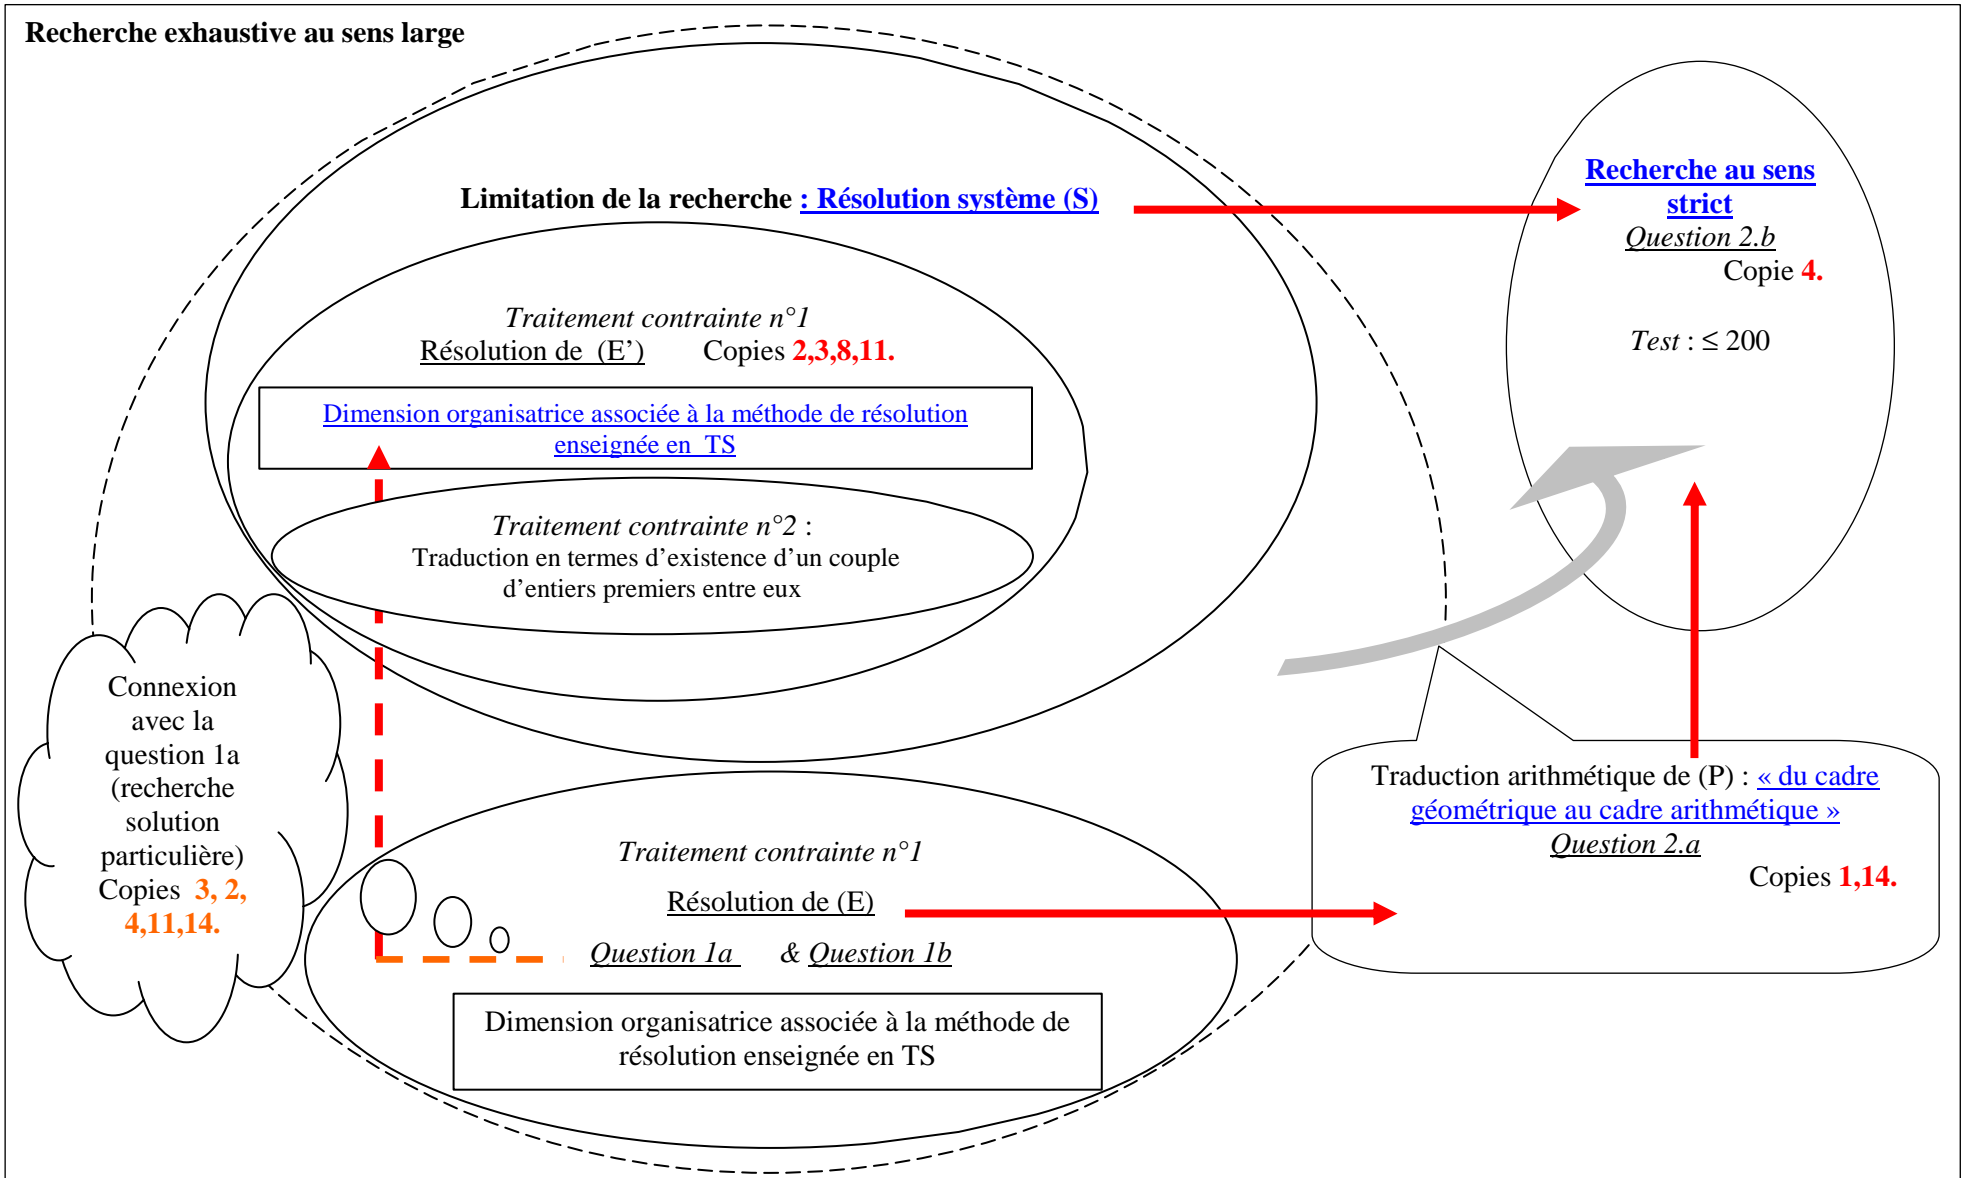 Recherche exhaustive au sens large
Limitation de la recherche : Résolution système (S)
Traitement contrainte n°1
Résolution de (E’) Copies 2,3,8,11.
Dimension organisatrice associée à la méthode de résolution
enseignée en TS
Traitement contrainte n°2 :
Traduction en termes d’existence d’un couple
d’entiers premiers entre eux
Recherche au sens
strict
Question 2.b
Copie 4.
Test : ≤ 200
Connexion
avec la
question 1a
(recherche
solution
particulière)
Copies 3, 2,
4,11,14.
Traitement contrainte n°1
Résolution de (E)
Question 1a & Question 1b
Dimension organisatrice associée à la méthode de
résolution enseignée en TS
Traduction arithmétique de (P) : « du cadre
géométrique au cadre arithmétique »
Question 2.a
Copies 1,14.